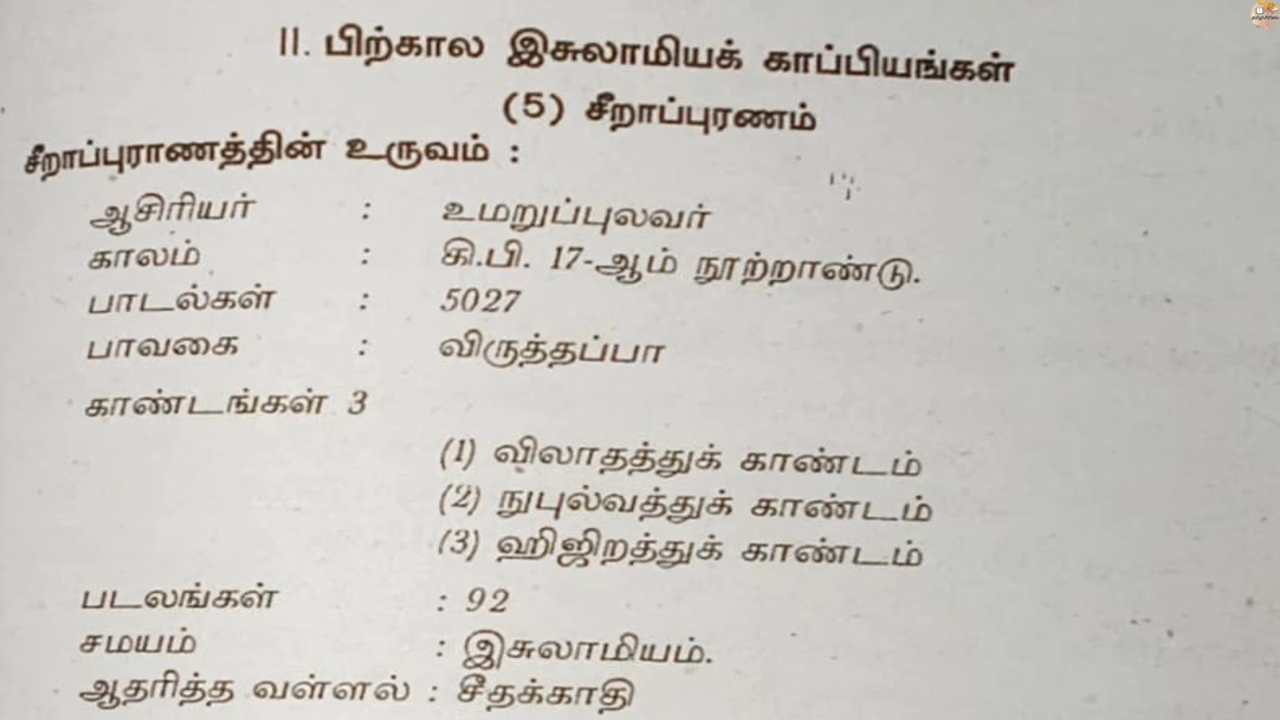 II. பிற்கால இசுலாமியக் காப்பியங்கள்
(5) சீறாப்புரணம்
சீறாப்புராணத்தின் உருவம் :
ஆசிரியர் : உமறுப்புலவர்
காலம் : கி.பி. 17-ஆம் நூற்றாண்டு.
பாடல்கள் : 5027
பாவகை : விருத்தப்பா
காண்டங்கள் 3
(1) விலாதத்துக் காண்டம்
(2) நுபுல்வத்துக் காண்டம்
(3) ஹிஜிறத்துக் காண்டம்
படலங்கள் : 92
சமயம் : இசுலாமியம்.
ஆதரித்த வள்ளல் : சீதக்காதி